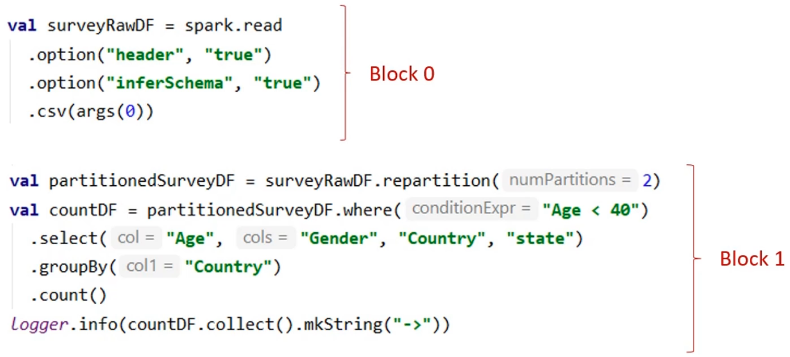 val surveyRawDF = spark.read
.option("header", "true")
.option("inferSchema", "true")
.csv(args(0))
Block 0
val partitionedSurveyDF = surveyRawDF.repartition( numPartitions = 2)
val countDF = partitionedSurveyDF.where( conditionExpr = "Age < 40")
.select( col = "Age", cols = "Gender", "Country", "state")
.groupBy( col1 = "Country")
.count()
logger.info(countDF.collect().mkString("->"))
Block 1